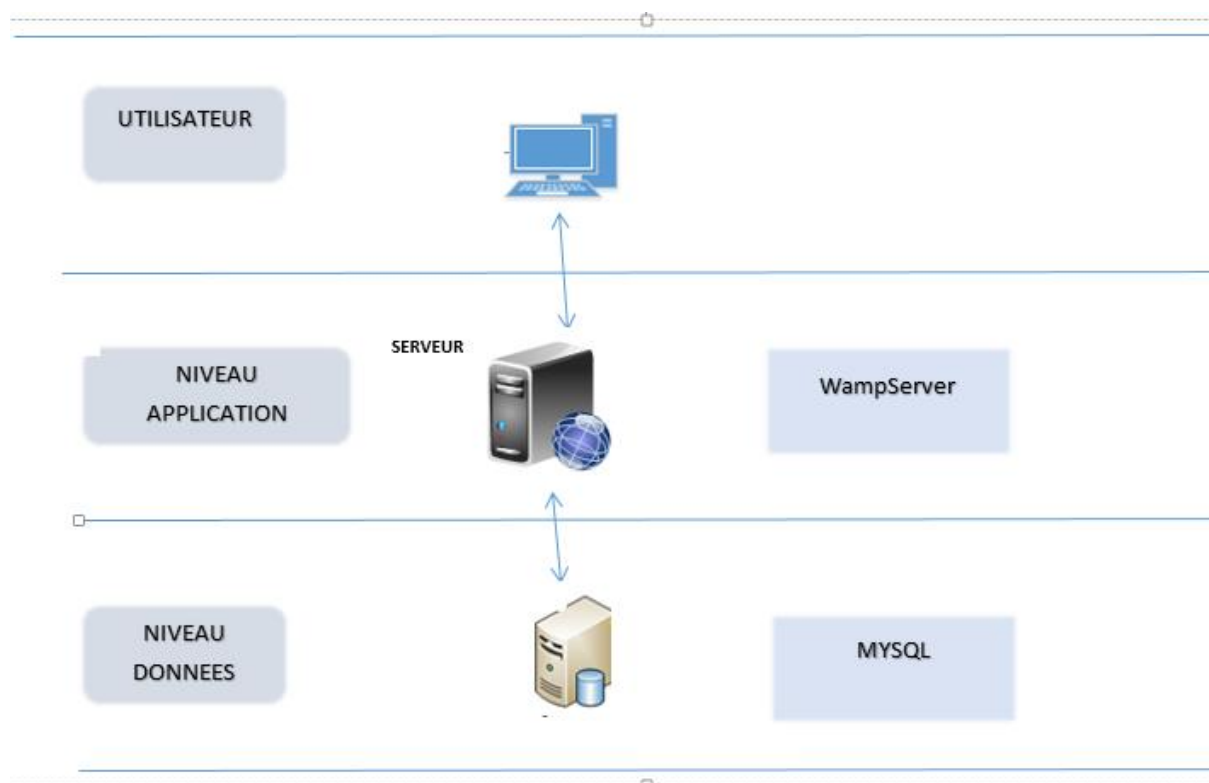 UTILISATEUR
SERVEUR
NIVEAU
APPLICATION
WampServer
NIVEAU
DONNEES
MYSQL